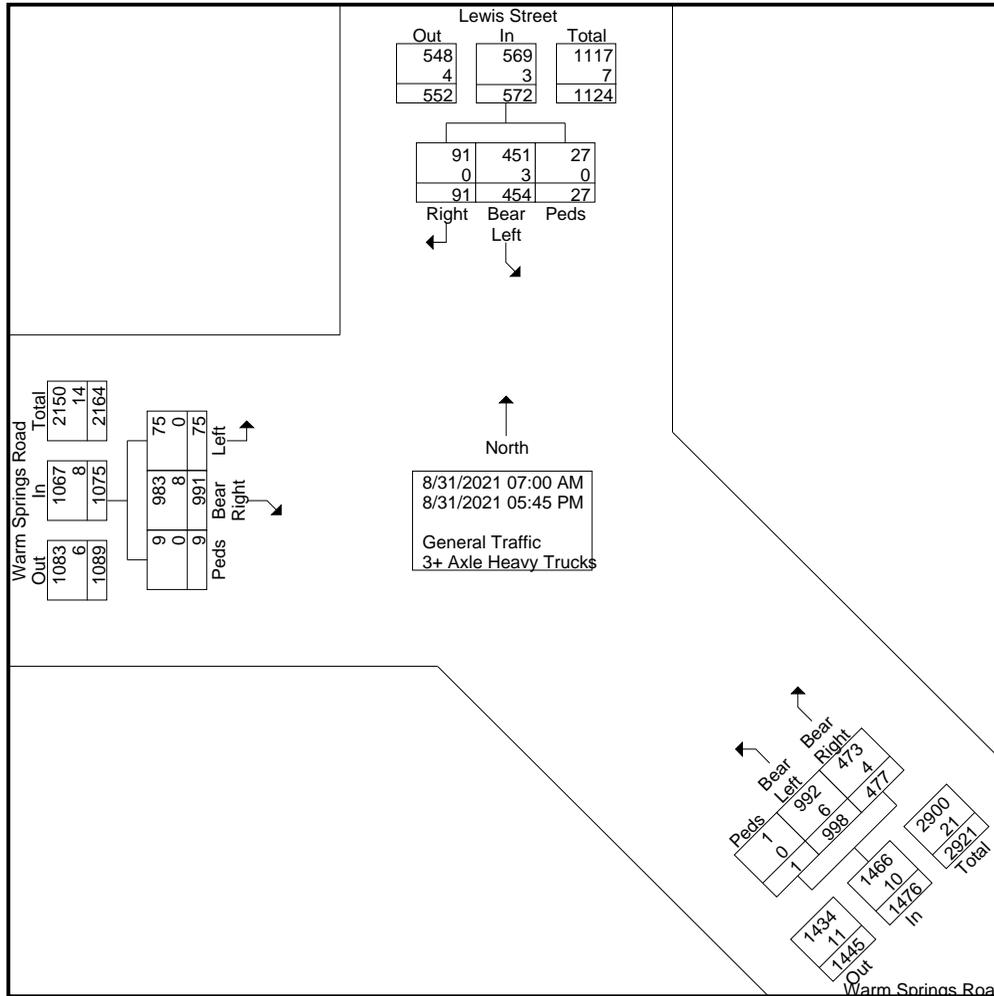 Lewis Street
Out In Total
548 569 1117
4 3 7
552 572 1124
91 451 27
0 3 0
91 454 27
Right Bear Left Peds
Warm Springs Road
Out In Total
1083 1067 2150
6 8 14
1089 1075 2164
9 983 75
0 8 0
9 991 75
Peds Bear Right Left
North
8/31/2021 07:00 AM
8/31/2021 05:45 PM
General Traffic
3+ Axle Heavy Trucks
Peds Bear Left Bear Right
1 992 473
0 6 4
1 998 477
1434 1466 2900
11 10 21
1445 1476 2921
Out In Total
Warm Springs Roa